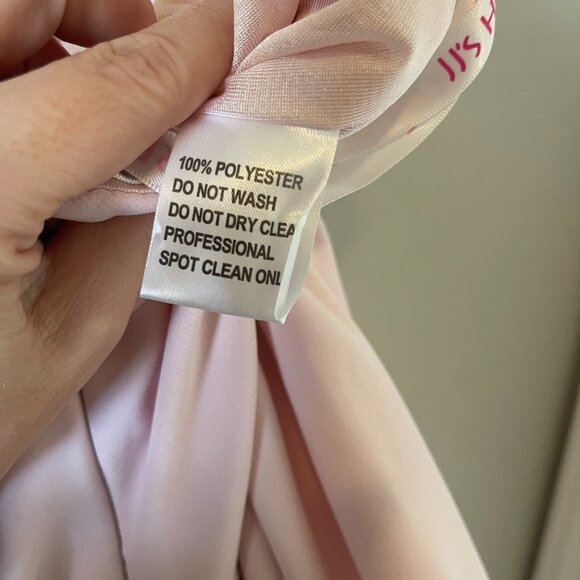 JJ'S H
100% POLYESTER
DO NOT WASH
DO NOT DRY CLEA
PROFESSIONAL
SPOT CLEAN ONL